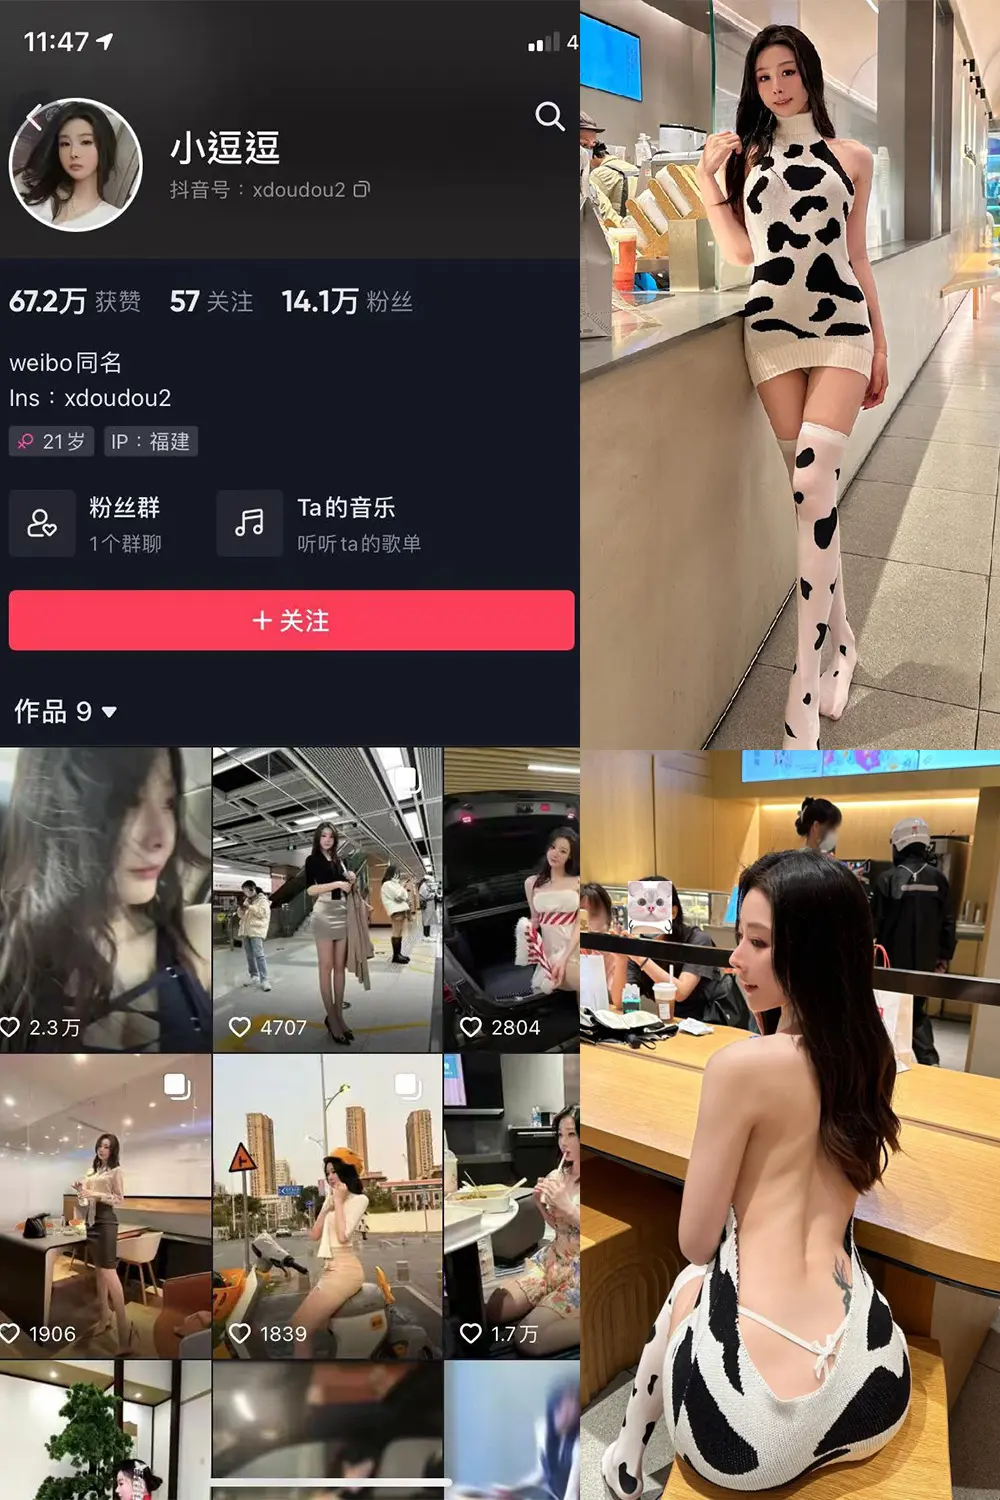 11:47
4
小逗逗
抖音号：xdoudou2
67.2万 获赞 57 关注 14.1万 粉丝
weibo同名
Ins：xdoudou2
21岁 IP：福建
粉丝群
1个群聊
Ta的音乐
听听ta的歌单
+ 关注
作品 9
2.3万 4707 2804
1906 1839 1.7万